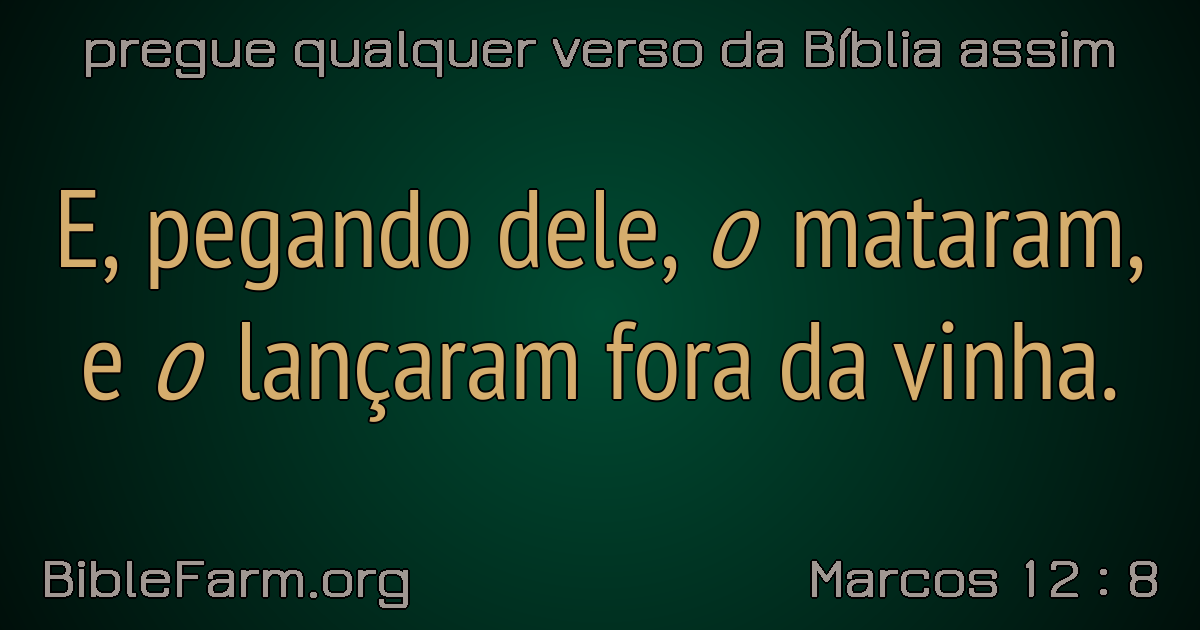 pregue qualquer verso da Bíblia assim
E, pegando dele, o mataram,
e o lançaram fora da vinha.
BibleFarm.org
Marcos 12 : 8